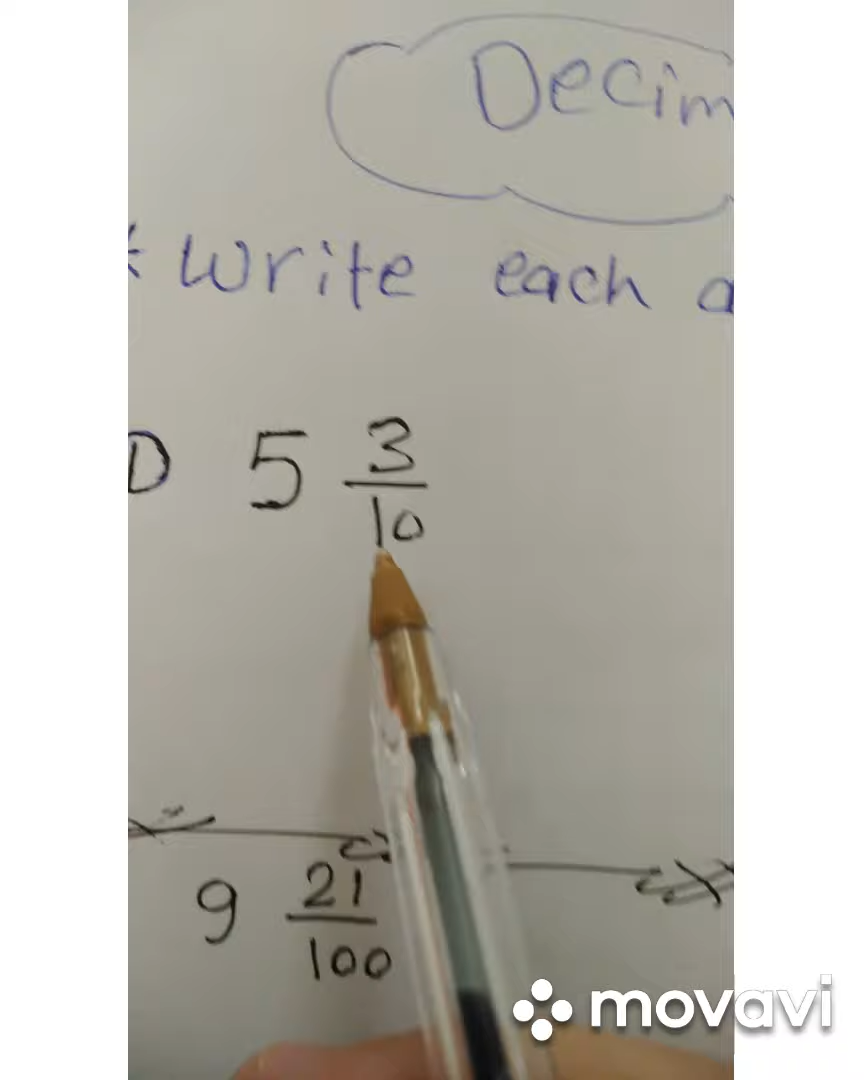 Decim
* Write each a
D 5 3/10
9 21/100
movavi